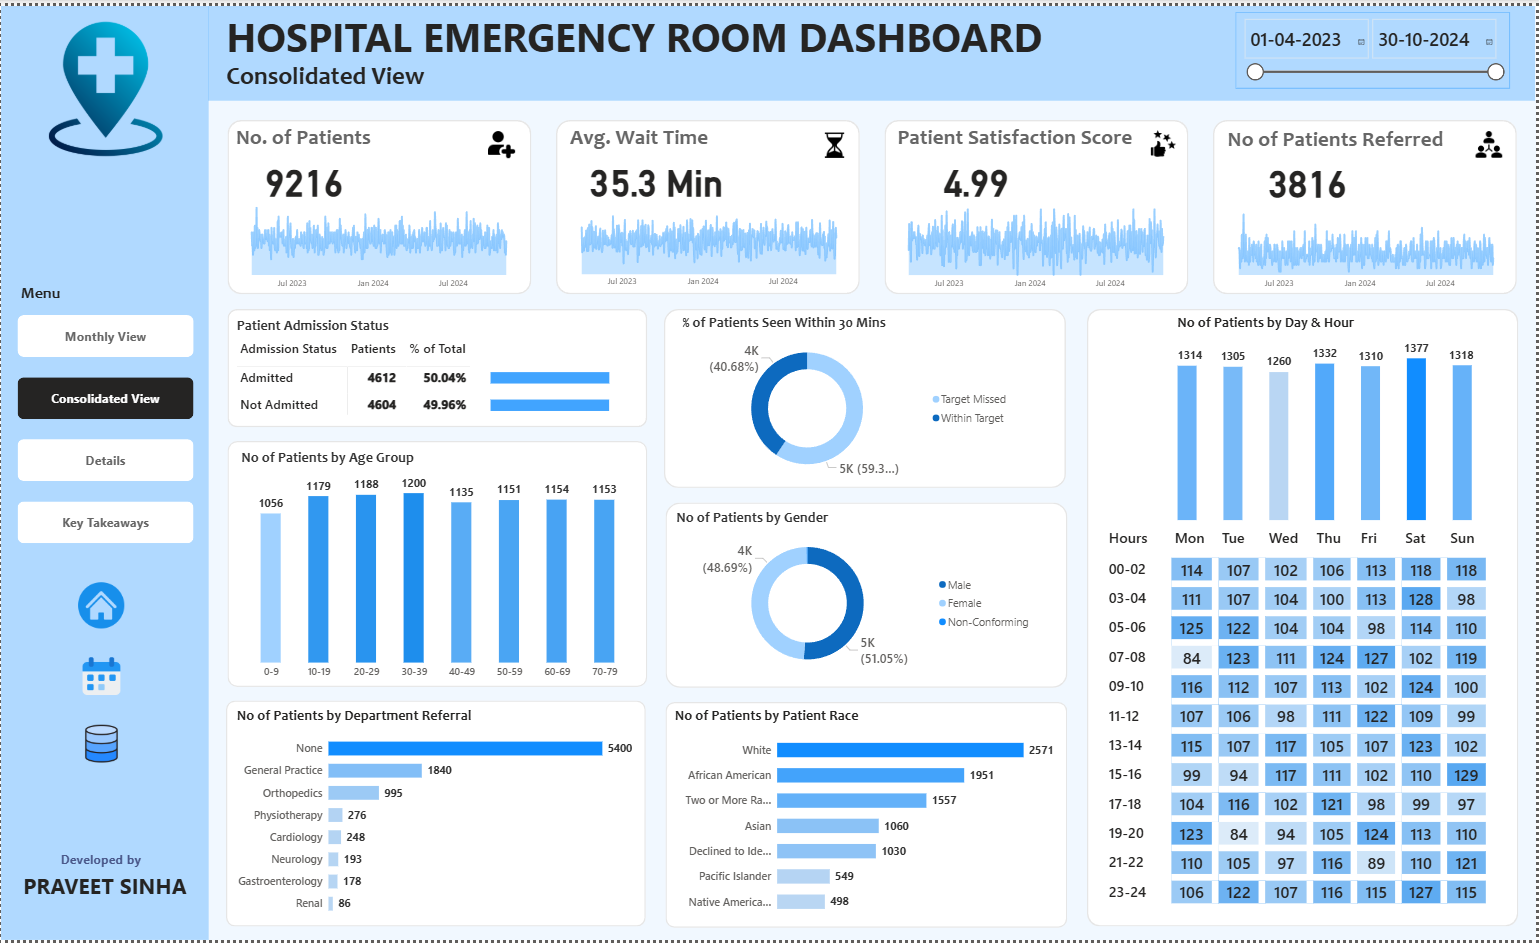 HOSPITAL EMERGENCY ROOM DASHBOARD
Consolidated View
01-04-2023 30-10-2024
Menu
Monthly View
Consolidated View
Details
Key Takeaways
Developed by
PRAVEET SINHA
No. of Patients
9216
Jul 2023 Jan 2024 Jul 2024
Avg. Wait Time
35.3 Min
Jul 2023 Jan 2024 Jul 2024
Patient Satisfaction Score
4.99
Jul 2023 Jan 2024 Jul 2024
No of Patients Referred
3816
Jul 2023 Jan 2024 Jul 2024
Patient Admission Status
Admission Status Patients % of Total
Admitted 4612 50.04%
Not Admitted 4604 49.96%
No of Patients by Age Group
1056 1179 1188 1200 1135 1151 1154 1153
0-9 10-19 20-29 30-39 40-49 50-59 60-69 70-79
No of Patients by Department Referral
None 5400
General Practice 1840
Orthopedics 995
Physiotherapy 276
Cardiology 248
Neurology 193
Gastroenterology 178
Renal 86
% of Patients Seen Within 30 Mins
4K
(40.68%)
5K (59.3...)
Target Missed
Within Target
No of Patients by Gender
4K
(48.69%)
5K
(51.05%)
Male
Female
Non-Conforming
No of Patients by Patient Race
White 2571
African American 1951
Two or More Ra... 1557
Asian 1060
Declined to Ide... 1030
Pacific Islander 549
Native America... 498
No of Patients by Day & Hour
1314 1305 1260 1332 1310 1377 1318
Hours Mon Tue Wed Thu Fri Sat Sun
00-02 114 107 102 106 113 118 118
03-04 111 107 104 100 113 128 98
05-06 125 122 104 104 98 114 110
07-08 84 123 111 124 127 102 119
09-10 116 112 107 113 102 124 100
11-12 107 106 98 111 122 109 99
13-14 115 107 117 105 107 123 102
15-16 99 94 117 111 102 110 129
17-18 104 116 102 121 98 99 97
19-20 123 84 94 105 124 113 110
21-22 110 105 97 116 89 110 121
23-24 106 122 107 116 115 127 115